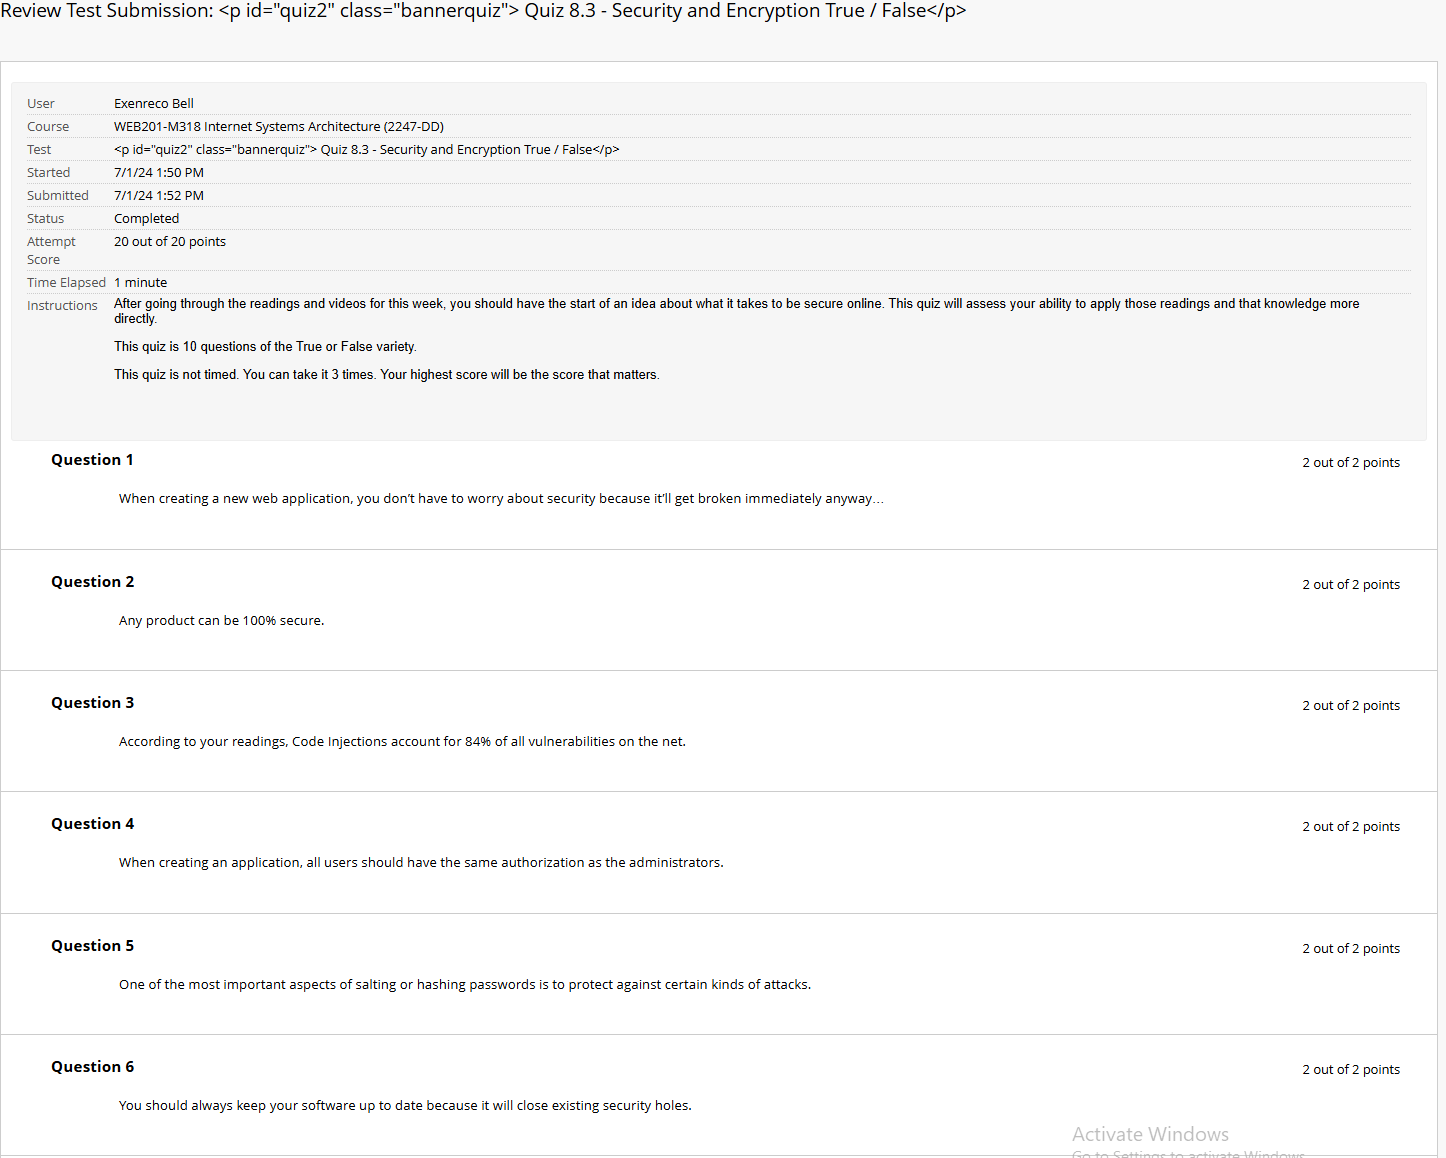 Review Test Submission: <p id="quiz2" class="bannerquiz"> Quiz 8.3 - Security and Encryption True / False</p>
User Exenreco Bell
Course WEB201-M318 Internet Systems Architecture (2247-DD)
Test <p id="quiz2" class="bannerquiz"> Quiz 8.3 - Security and Encryption True / False</p>
Started 7/1/24 1:50 PM
Submitted 7/1/24 1:52 PM
Status Completed
Attempt Score 20 out of 20 points
Time Elapsed 1 minute
Instructions After going through the readings and videos for this week, you should have the start of an idea about what it takes to be secure online. This quiz will assess your ability to apply those readings and that knowledge more
directly.
This quiz is 10 questions of the True or False variety.
This quiz is not timed. You can take it 3 times. Your highest score will be the score that matters.
Question 1
2 out of 2 points
When creating a new web application, you don’t have to worry about security because it’ll get broken immediately anyway…
Question 2
2 out of 2 points
Any product can be 100% secure.
Question 3
2 out of 2 points
According to your readings, Code Injections account for 84% of all vulnerabilities on the net.
Question 4
2 out of 2 points
When creating an application, all users should have the same authorization as the administrators.
Question 5
2 out of 2 points
One of the most important aspects of salting or hashing passwords is to protect against certain kinds of attacks.
Question 6
2 out of 2 points
You should always keep your software up to date because it will close existing security holes.
Activate Windows
Go to Settings to activate Windows.